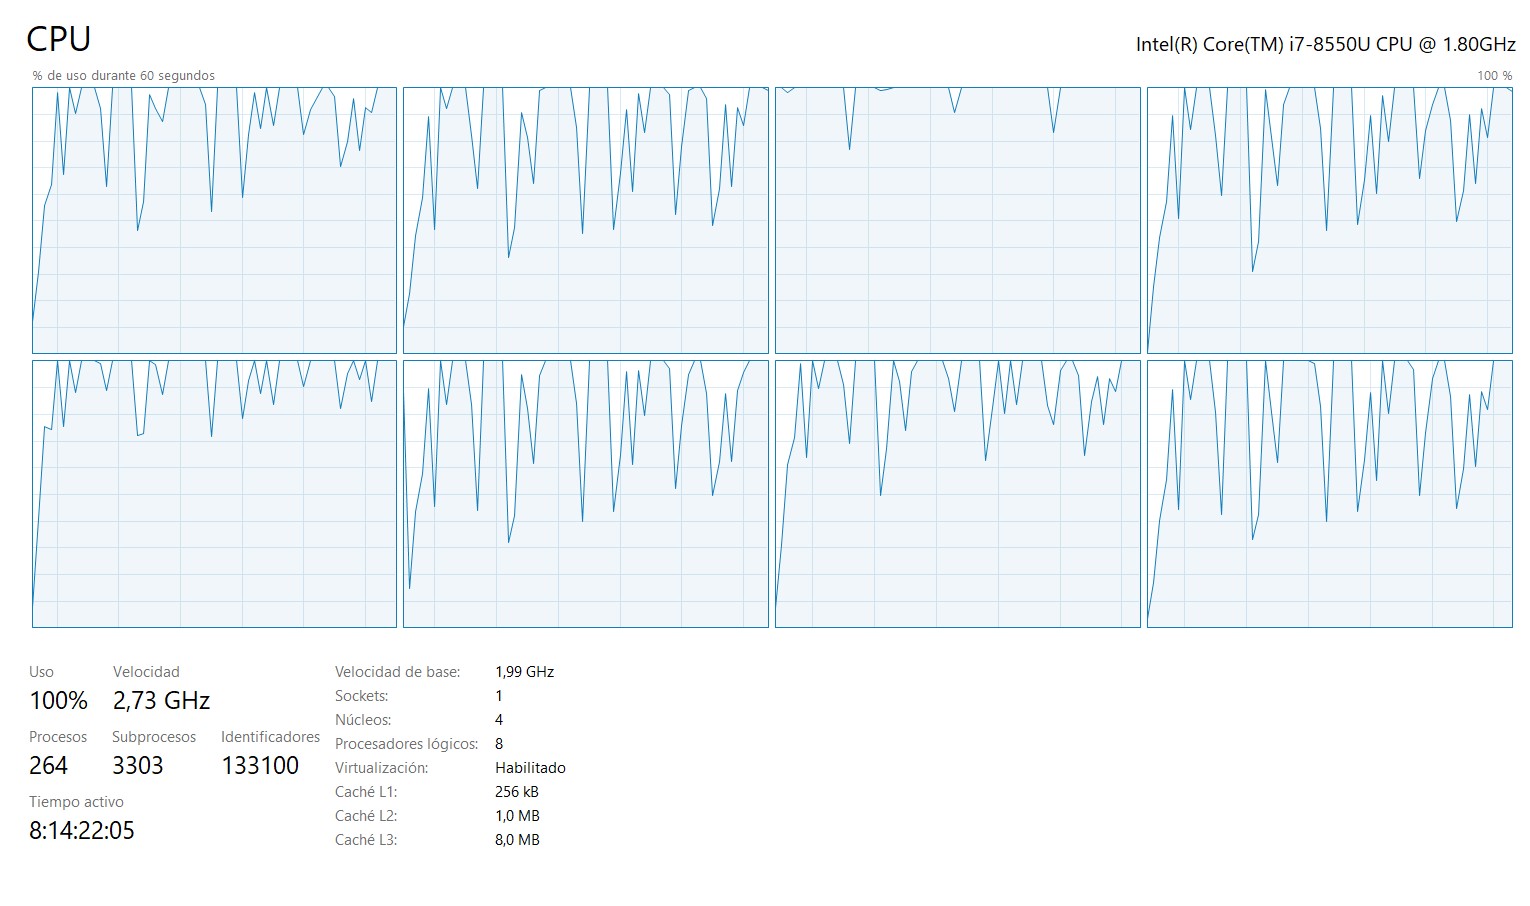 CPU
Intel(R) Core(TM) i7-8550U CPU @ 1.80GHz
% de uso durante 60 segundos
100 %
Uso
Velocidad
100%
2,73 GHz
Procesos
Subprocesos
Identificadores
264
3303
133100
Tiempo activo
8:14:22:05
Velocidad de base: 1,99 GHz
Sockets: 1
Núcleos: 4
Procesadores lógicos: 8
Virtualización: Habilitado
Caché L1: 256 kB
Caché L2: 1,0 MB
Caché L3: 8,0 MB